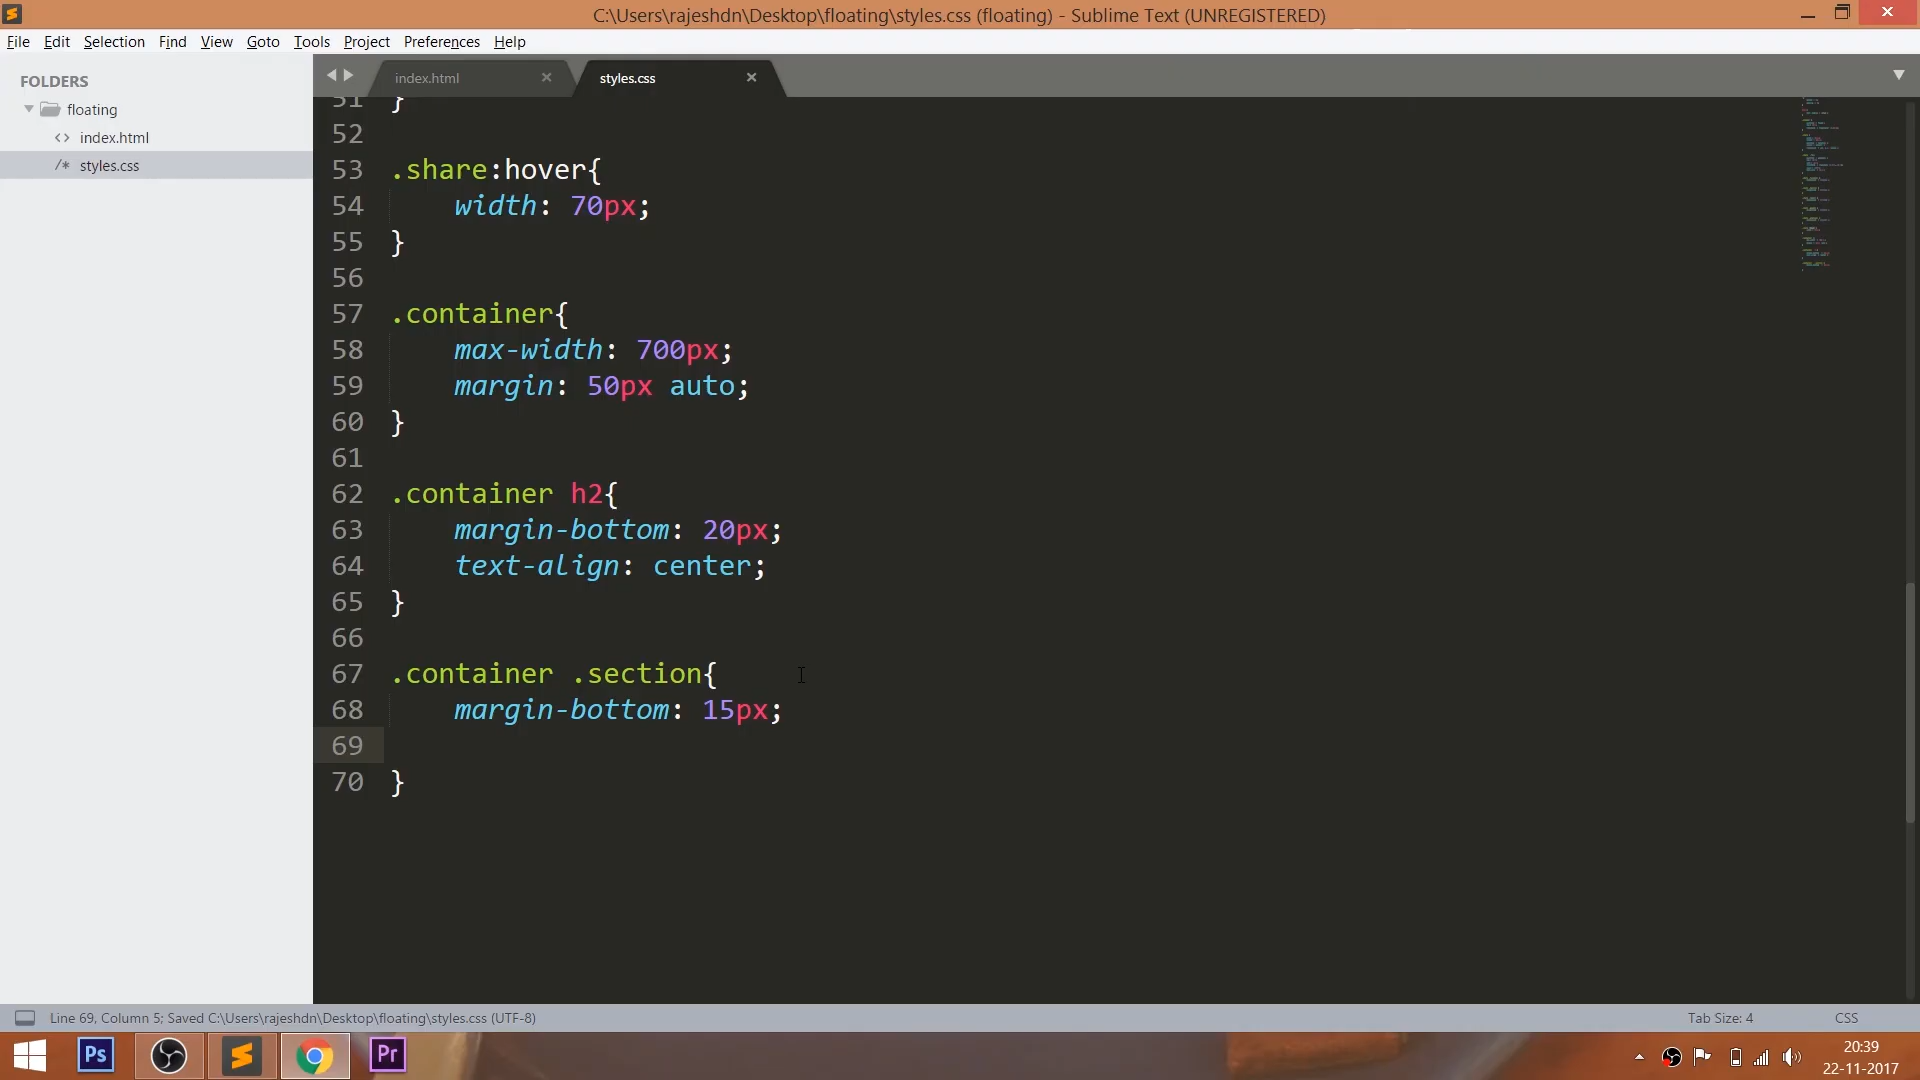 C:\Users\rajeshdn\Desktop\floating\styles.css (floating) - Sublime Text (UNREGISTERED)
File Edit Selection Find View Goto Tools Project Preferences Help
FOLDERS
floating
<> index.html
/* styles.css
index.html × styles.css ×
51 }
52
53 .share:hover{
54 width: 70px;
55 }
56
57 .container{
58 max-width: 700px;
59 margin: 50px auto;
60 }
61
62 .container h2{
63 margin-bottom: 20px;
64 text-align: center;
65 }
66
67 .container .section{
68 margin-bottom: 15px;
69
70 }
Line 69, Column 5; Saved C:\Users\rajeshdn\Desktop\floating\styles.css (UTF-8)
Tab Size: 4 CSS
Ps
Pr
20:39
22-11-2017